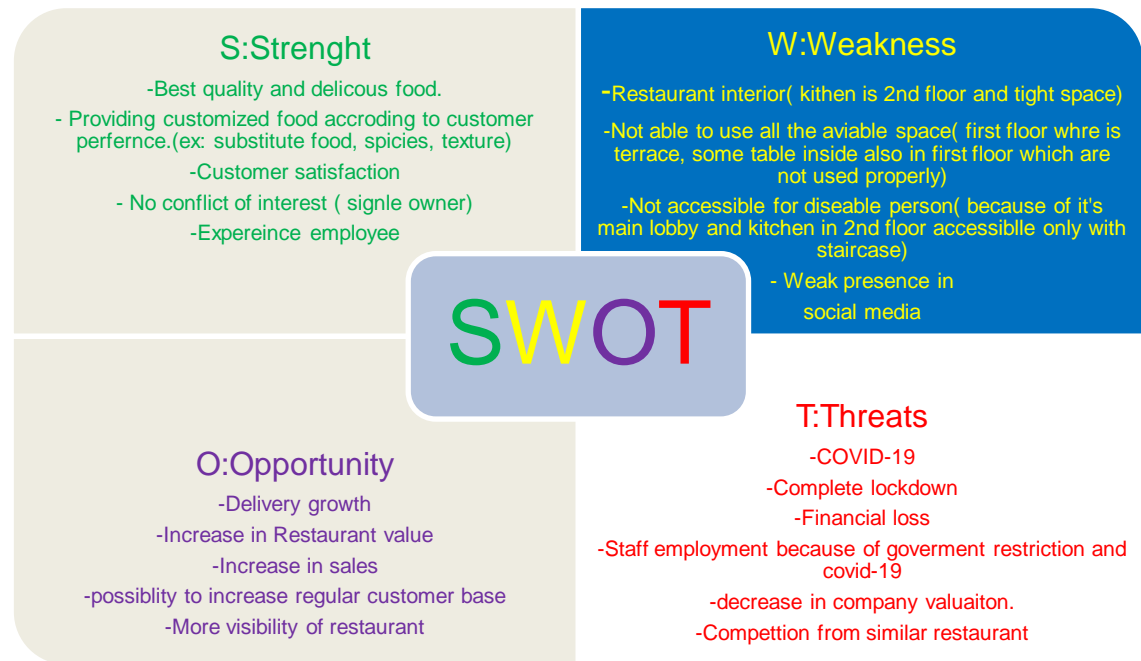 S:Strenght
-Best quality and delicous food.
- Providing customized food accroding to customer
perfernce.(ex: substitute food, spicies, texture)
-Customer satisfaction
- No conflict of interest ( signle owner)
-Expereince employee
W:Weakness
-Restaurant interior( kithen is 2nd floor and tight space)
-Not able to use all the aviable space( first floor whre is
terrace, some table inside also in first floor which are
not used properly)
-Not accessible for diseable person( because of it's
main lobby and kitchen in 2nd floor accessiblle only with
staircase)
- Weak presence in
social media
SWOT
O:Opportunity
-Delivery growth
-Increase in Restaurant value
-Increase in sales
-possiblity to increase regular customer base
-More visibility of restaurant
T:Threats
-COVID-19
-Complete lockdown
-Financial loss
-Staff employment because of goverment restriction and
covid-19
-decrease in company valuaiton.
-Compettion from similar restaurant